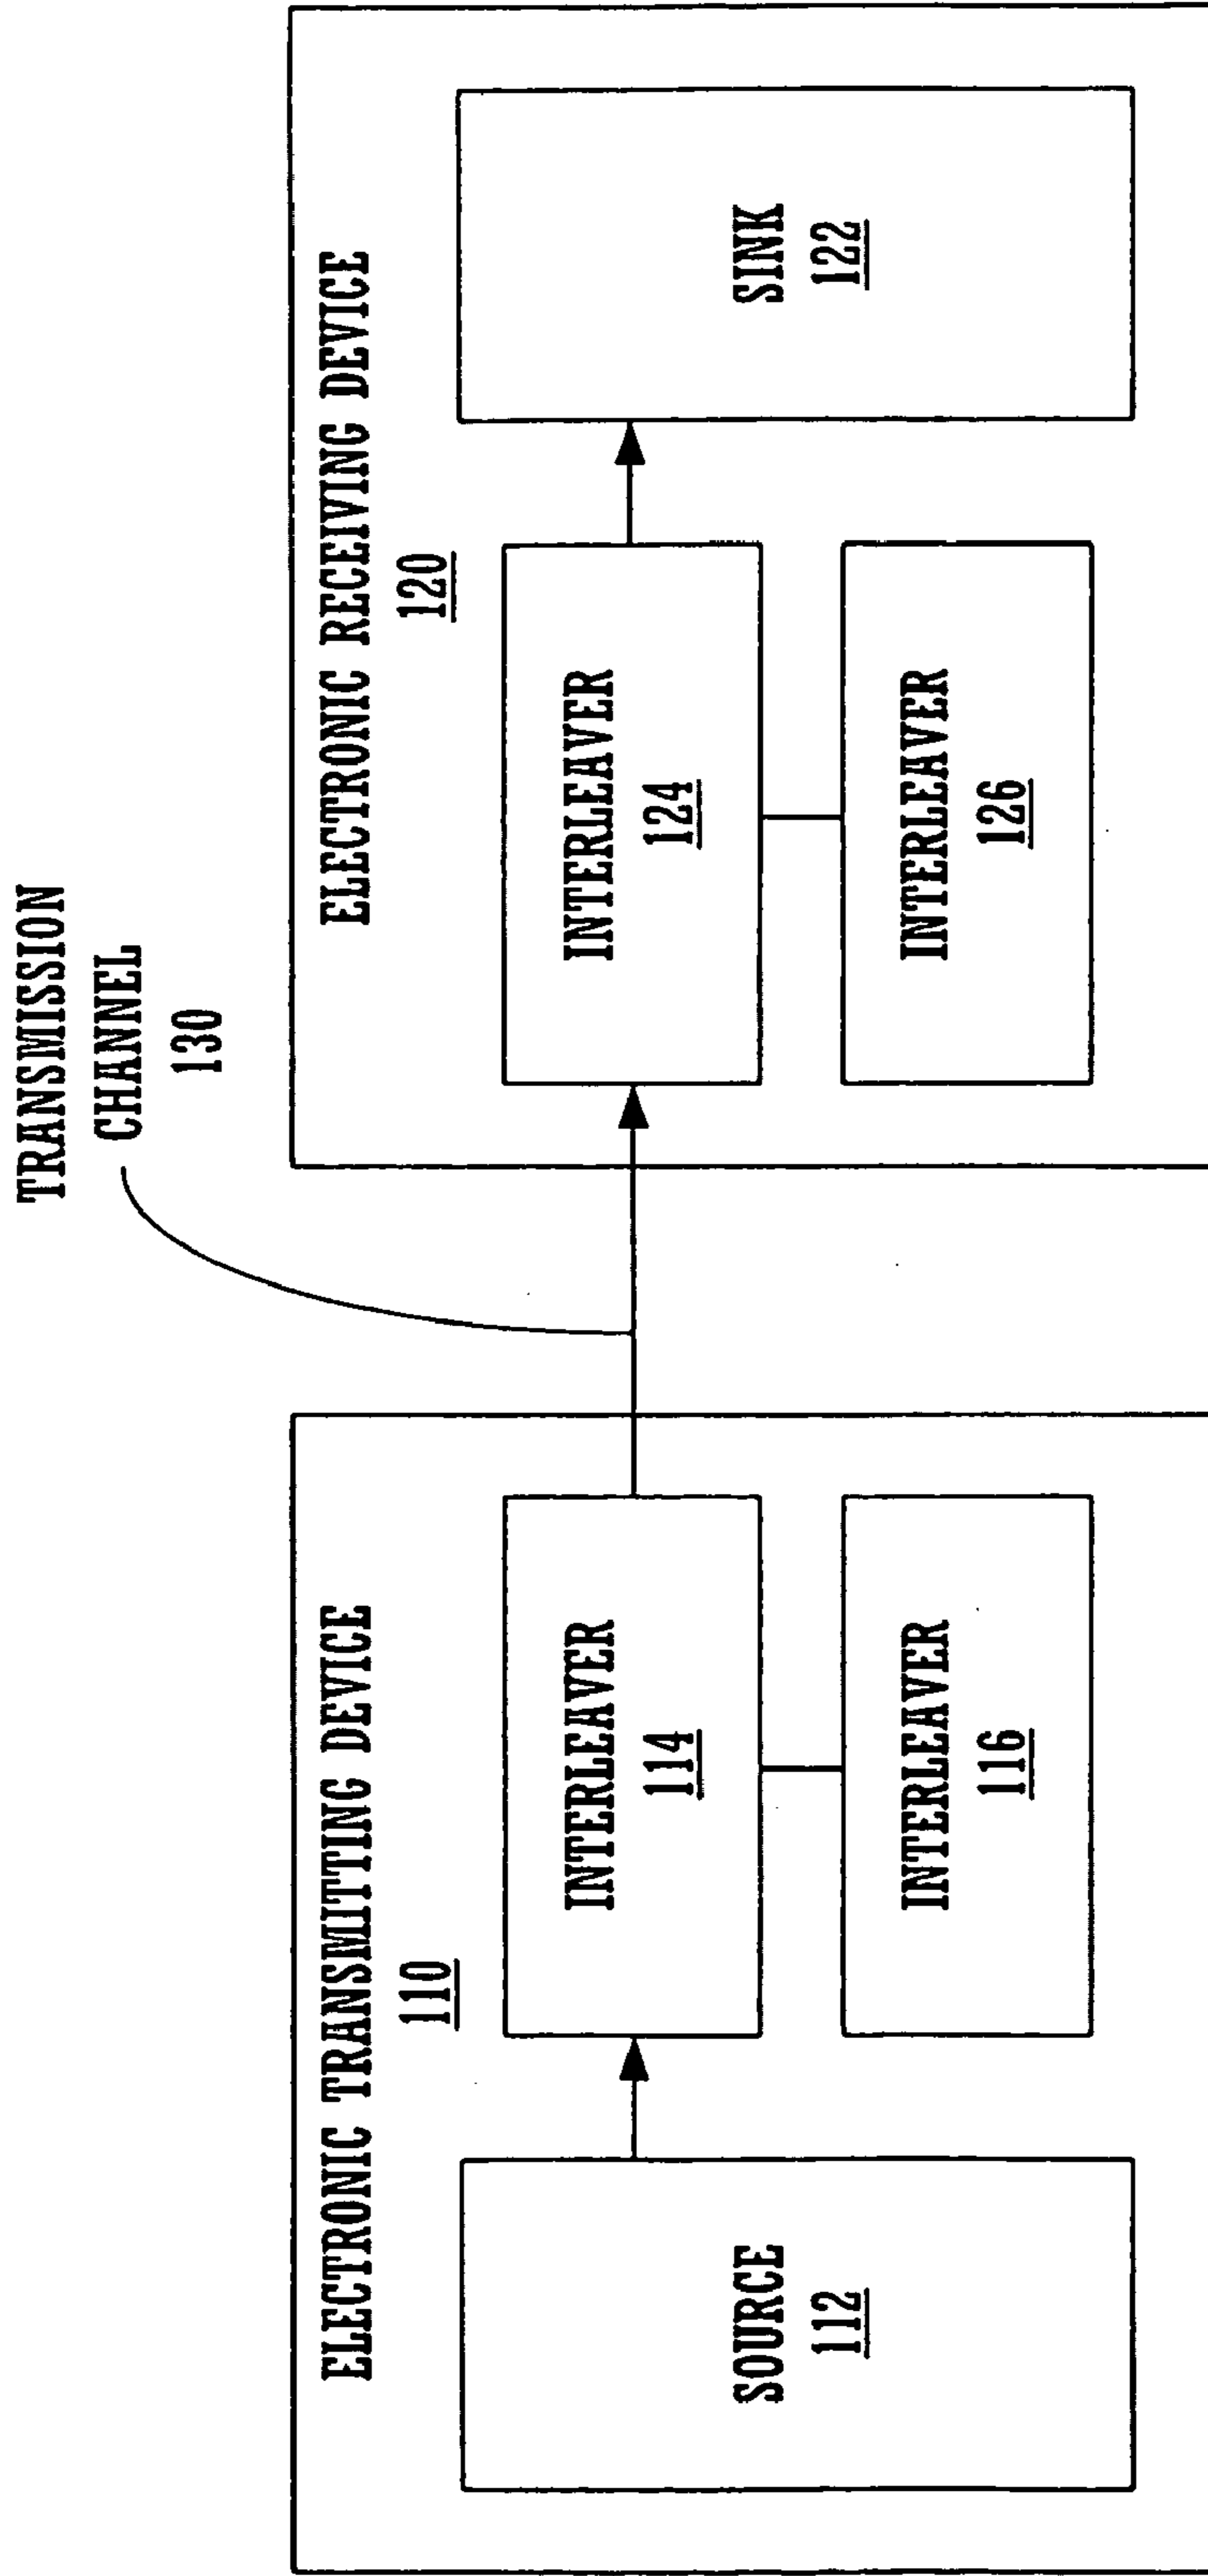 TRANSMISSION
CHANNEL
130
ELECTRONIC TRANSMITTING DEVICE
110
SOURCE
112
INTERLEAVER
114
INTERLEAVER
116
ELECTRONIC RECEIVING DEVICE
120
INTERLEAVER
124
INTERLEAVER
126
SINK
122